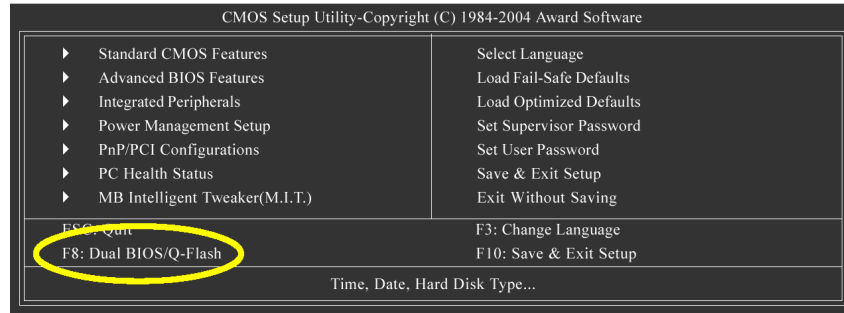 CMOS Setup Utility-Copyright (C) 1984-2004 Award Software
Standard CMOS Features
Advanced BIOS Features
Integrated Peripherals
Power Management Setup
PnP/PCI Configurations
PC Health Status
MB Intelligent Tweaker(M.I.T.)
Select Language
Load Fail-Safe Defaults
Load Optimized Defaults
Set Supervisor Password
Set User Password
Save & Exit Setup
Exit Without Saving
ESC: Quit
F3: Change Language
F8: Dual BIOS/Q-Flash
F10: Save & Exit Setup
Time, Date, Hard Disk Type...